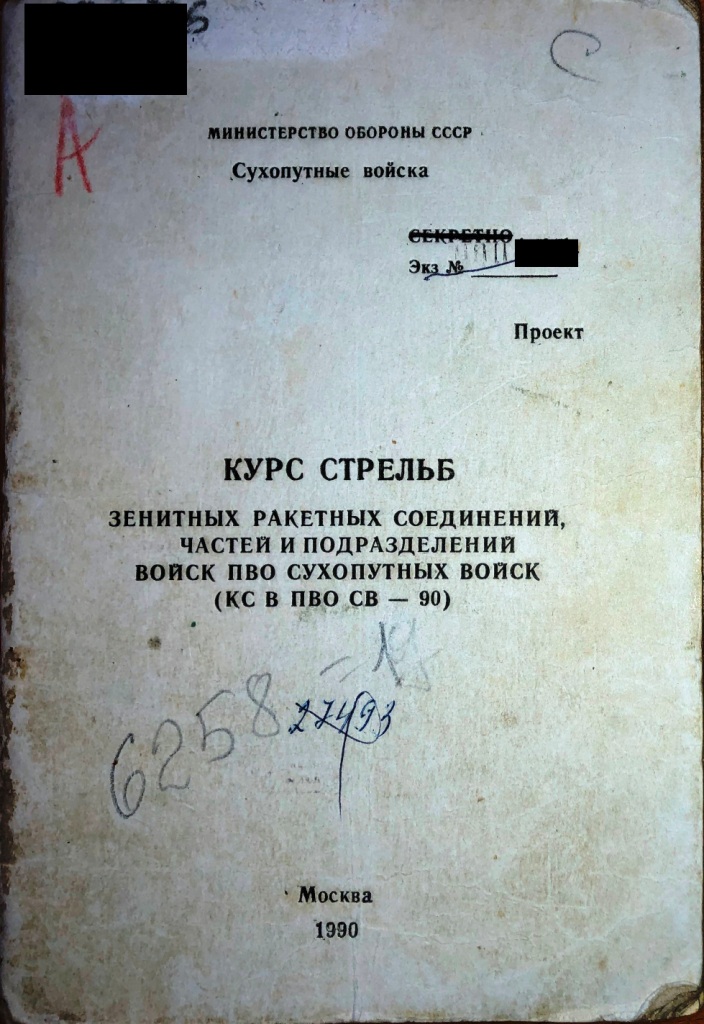 С
А
МИНИСТЕРСТВО ОБОРОНЫ СССР
Сухопутные войска
СЕКРЕТНО
Экз №
Проект
КУРС СТРЕЛЬБ
ЗЕНИТНЫХ РАКЕТНЫХ СОЕДИНЕНИЙ,
ЧАСТЕЙ И ПОДРАЗДЕЛЕНИЙ
ВОЙСК ПВО СУХОПУТНЫХ ВОЙСК
(КС В ПВО СВ — 90)
6258
Москва
1990